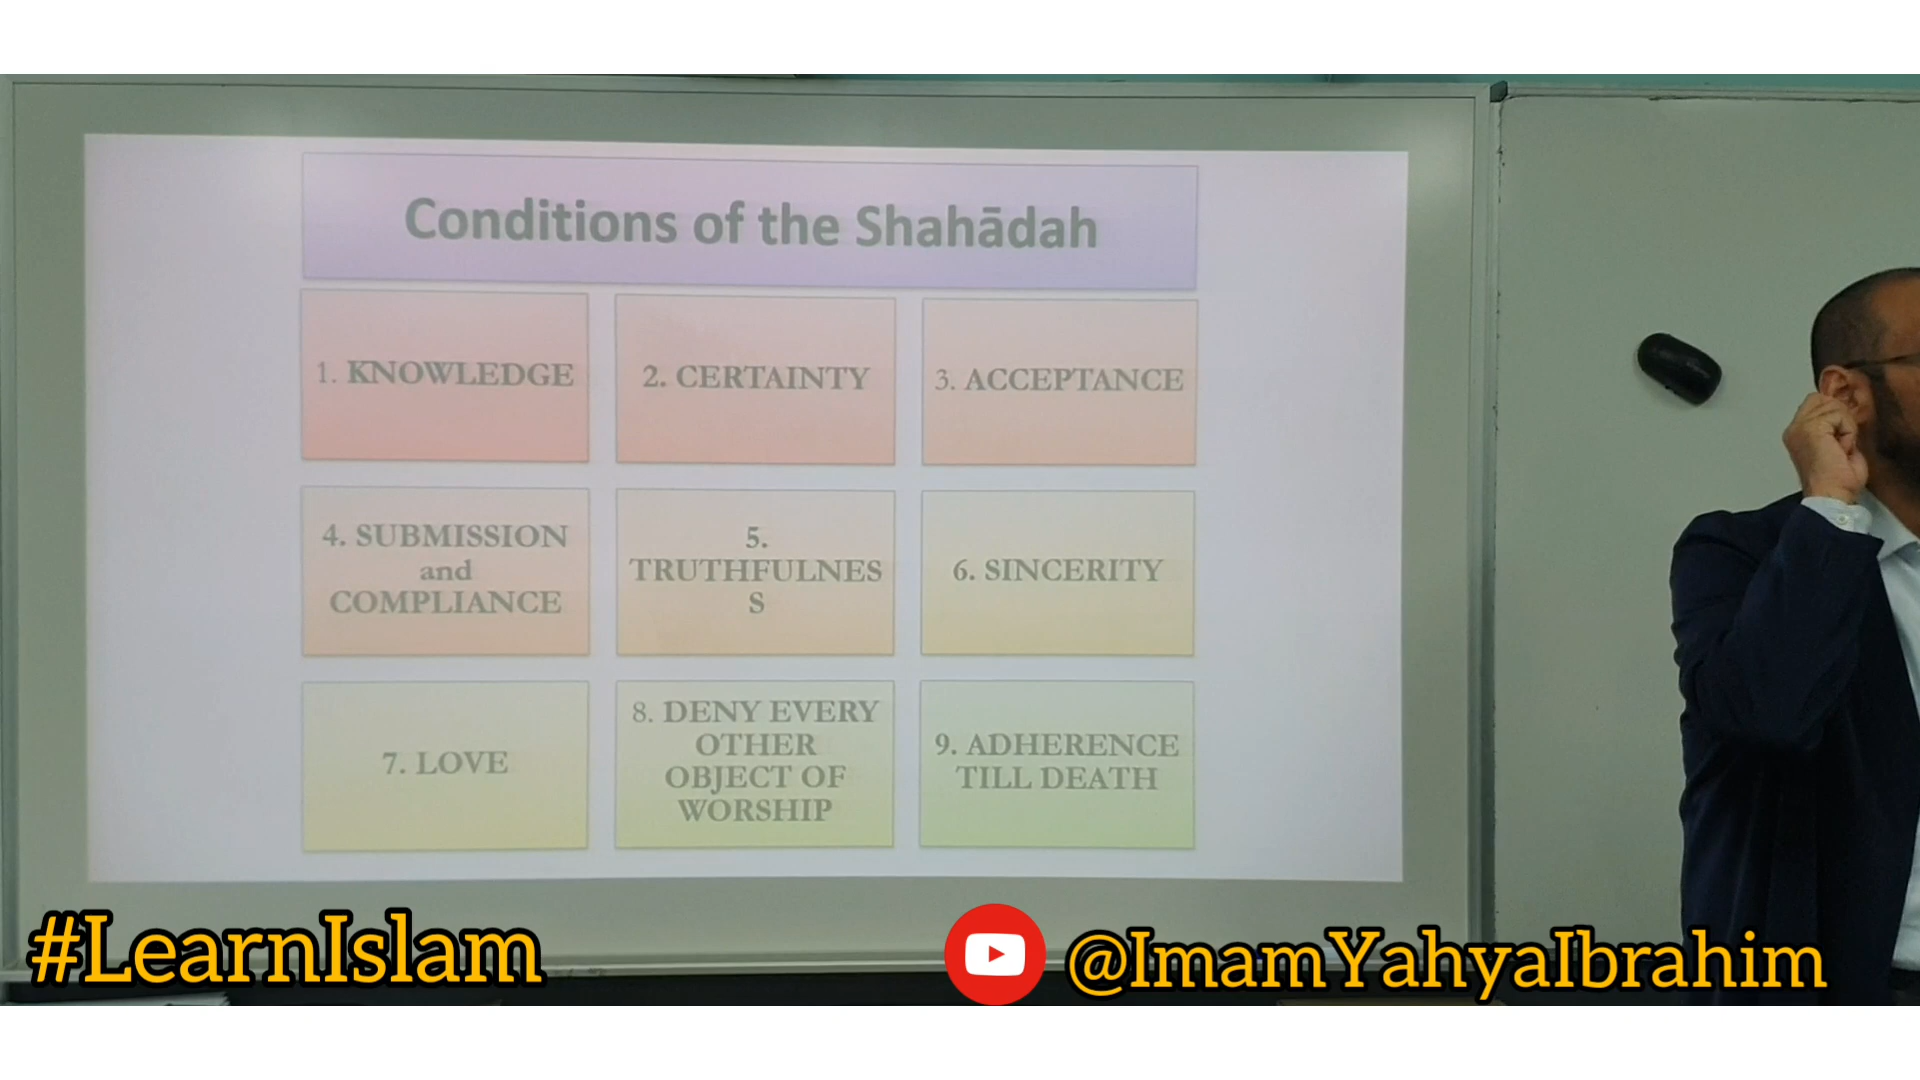 Conditions of the Shahādah
1. KNOWLEDGE
2. CERTAINTY
3. ACCEPTANCE
4. SUBMISSION
and
COMPLIANCE
5.
TRUTHFULNES
S
6. SINCERITY
7. LOVE
8. DENY EVERY
OTHER
OBJECT OF
WORSHIP
9. ADHERENCE
TILL DEATH
#LearnIslam
@ImamYahyaIbrahim